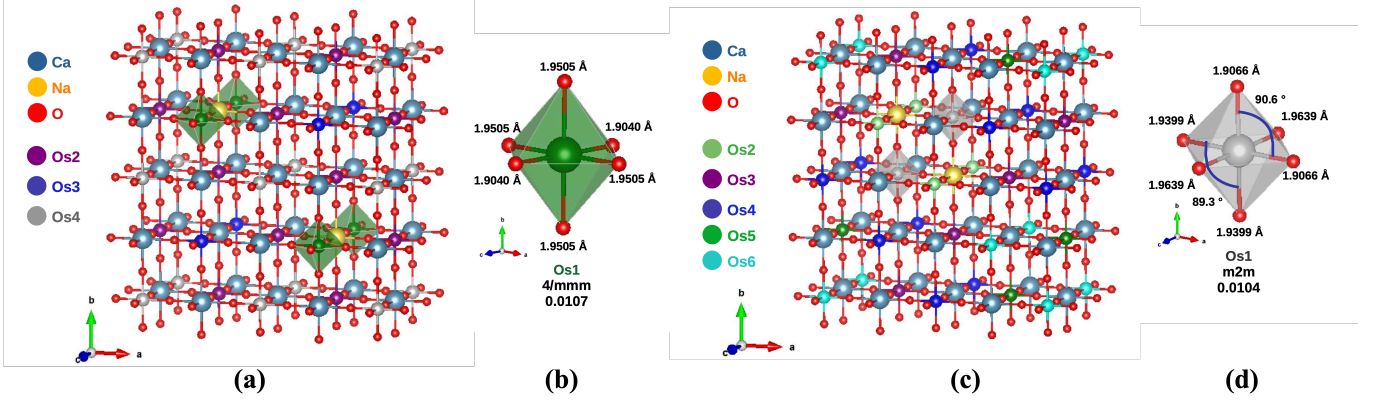 Ca
Na
O
Os2
Os3
Os4
b
c
a
(a)
1.9505 Å
1.9505 Å
1.9040 Å
1.9040 Å
1.9505 Å
1.9505 Å
b
c
a
Os1
4/mmm
0.0107
(b)
Ca
Na
O
Os2
Os3
Os4
Os5
Os6
b
c
a
(c)
1.9066 Å
90.6 °
1.9399 Å
1.9639 Å
1.9639 Å
1.9066 Å
89.3 °
1.9399 Å
b
c
a
Os1
m2m
0.0104
(d)